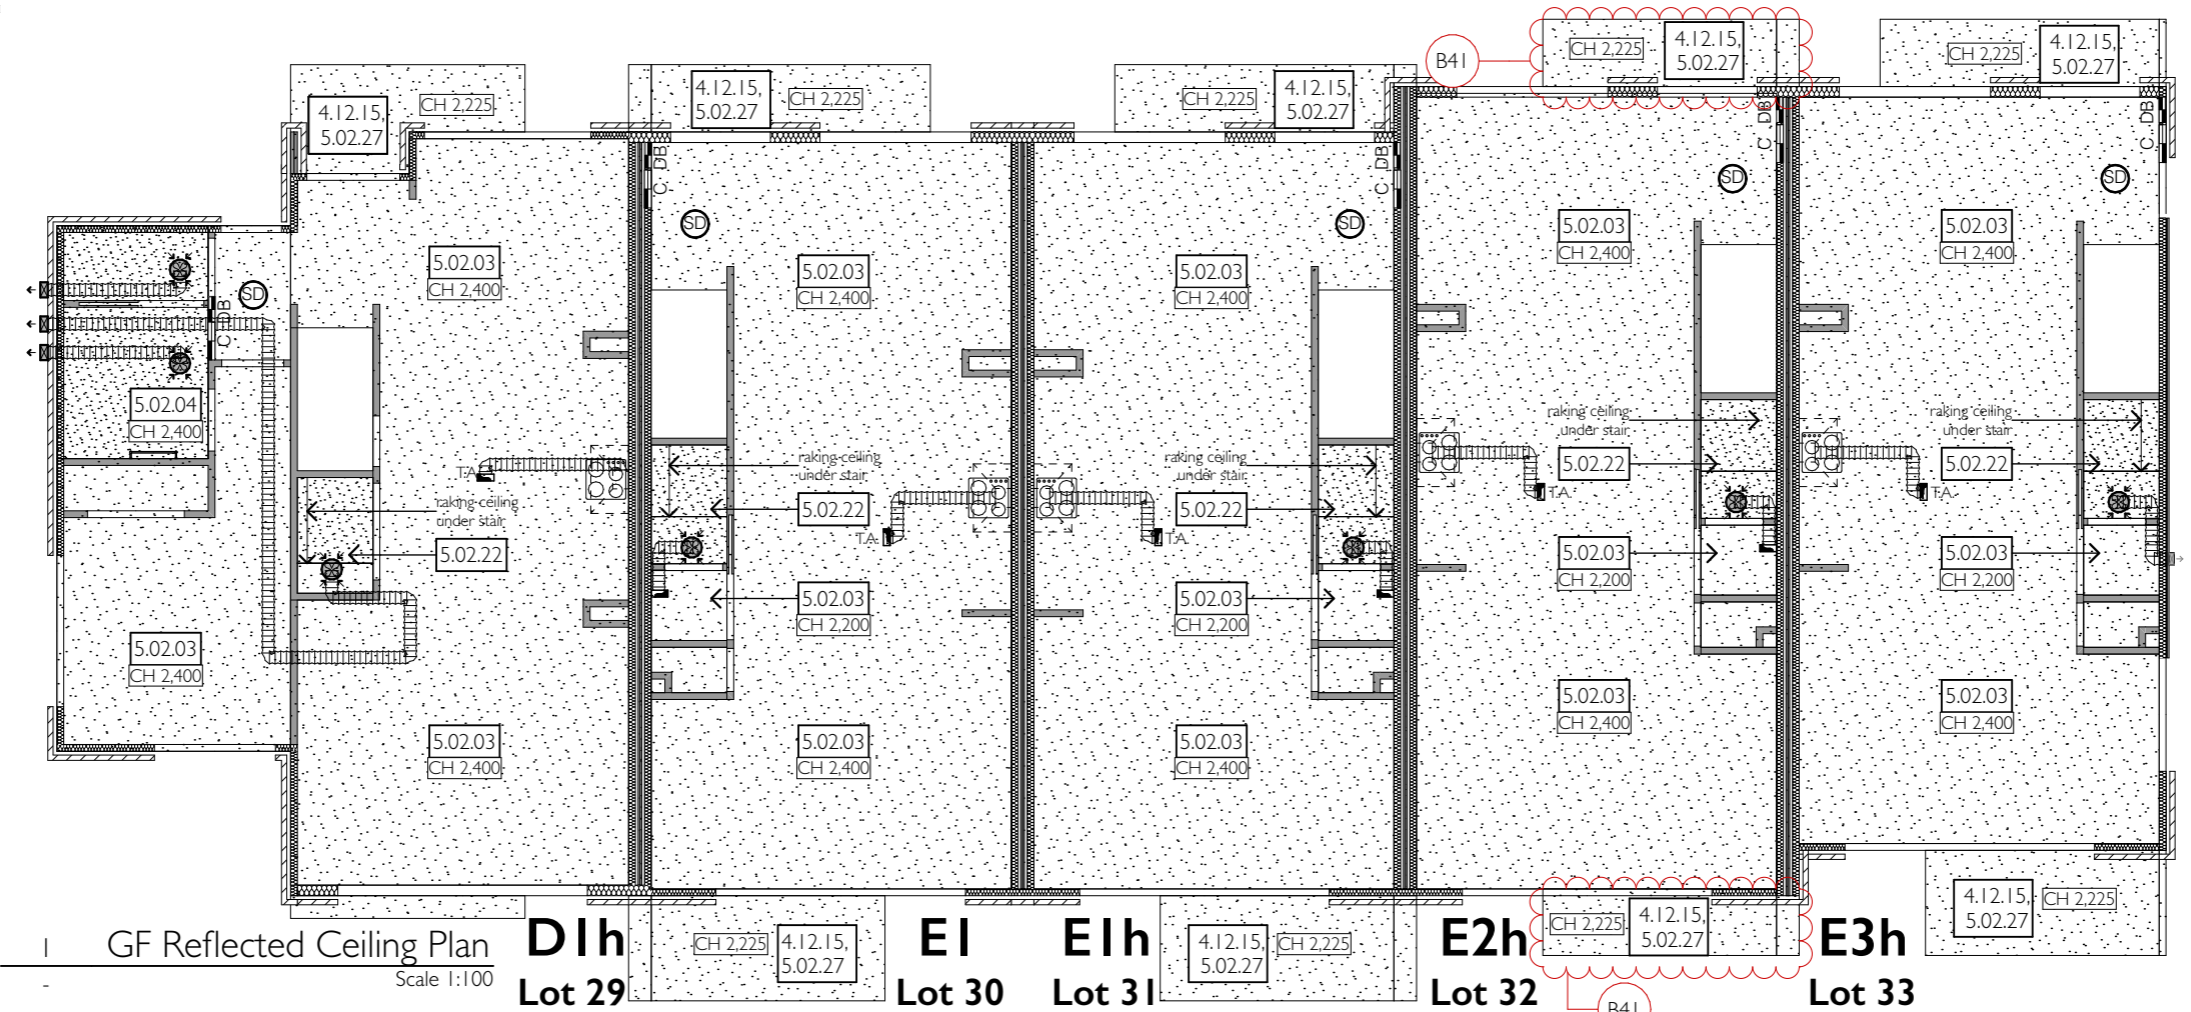 B41
CH 2,225
4.12.15,
5.02.27
CH 2,225
4.12.15,
5.02.27
4.12.15,
5.02.27
CH 2,225
4.12.15,
5.02.27
CH 2,225
CH 2,225
4.12.15,
5.02.27
C DB
C DB
C DB
C DB
C DB
SD
SD
SD
SD
SD
5.02.03
CH 2,400
5.02.03
CH 2,400
5.02.03
CH 2,400
5.02.03
CH 2,400
5.02.03
CH 2,400
5.02.04
CH 2,400
T.A.
raking ceiling
under stair
5.02.22
raking ceiling
under stair
5.02.22
T.A.
raking ceiling
under stair
5.02.22
T.A.
raking ceiling
under stair
5.02.22
T.A.
raking ceiling
under stair
5.02.22
T.A.
5.02.03
CH 2,200
5.02.03
CH 2,200
5.02.03
CH 2,200
5.02.03
CH 2,200
5.02.03
CH 2,400
5.02.03
CH 2,400
5.02.03
CH 2,400
5.02.03
CH 2,400
5.02.03
CH 2,400
5.02.03
CH 2,400
1 GF Reflected Ceiling Plan
Scale 1:100
-
D1h
Lot 29
CH 2,225
4.12.15,
5.02.27
E1
Lot 30
E1h
Lot 31
4.12.15,
5.02.27
CH 2,225
E2h
Lot 32
CH 2,225
4.12.15,
5.02.27
B41
E3h
Lot 33
4.12.15,
5.02.27
CH 2,225